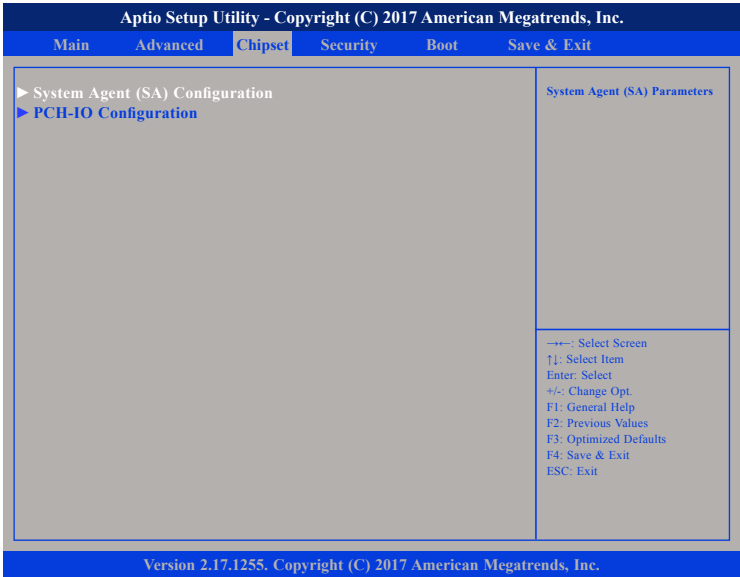 Aptio Setup Utility - Copyright (C) 2017 American Megatrends, Inc.
Main Advanced Chipset Security Boot Save & Exit
► System Agent (SA) Configuration
► PCH-IO Configuration
System Agent (SA) Parameters
→←: Select Screen
↑↓: Select Item
Enter: Select
+/-: Change Opt.
F1: General Help
F2: Previous Values
F3: Optimized Defaults
F4: Save & Exit
ESC: Exit
Version 2.17.1255. Copyright (C) 2017 American Megatrends, Inc.